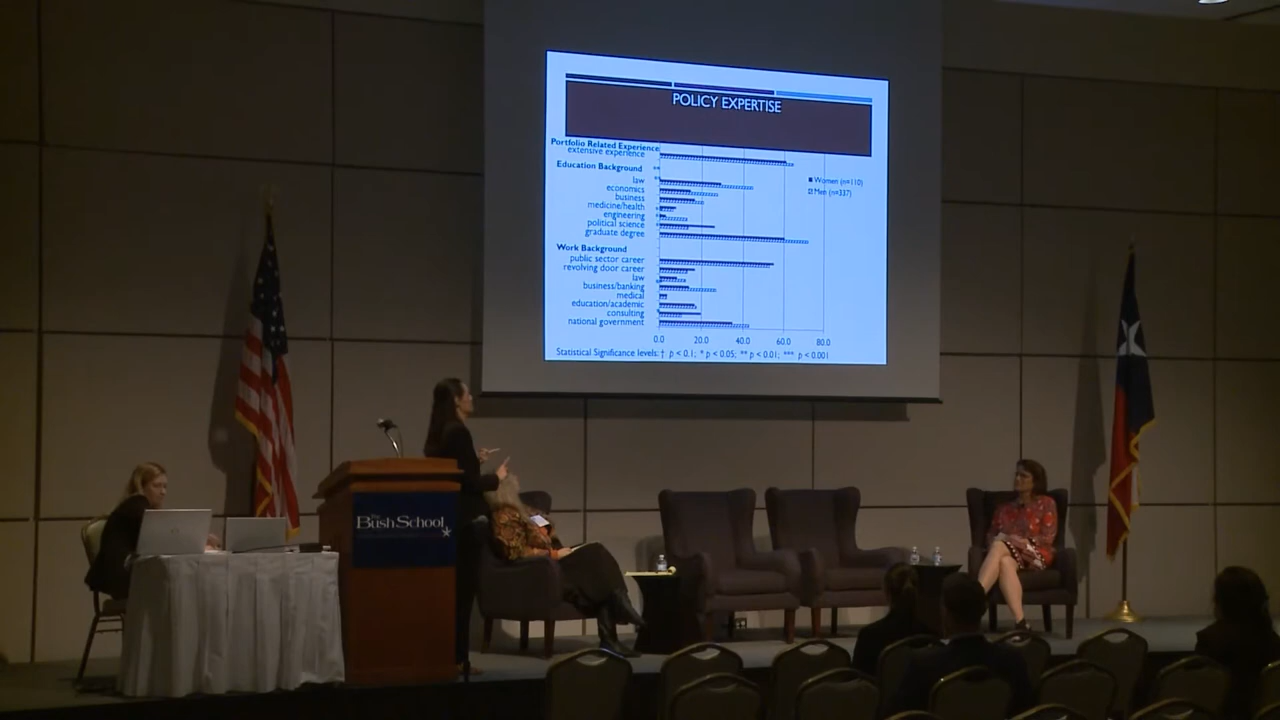 POLICY EXPERTISE
Portfolio Related Experience
extensive experience
Education Background
law
economics
business
medicine/health
engineering
political science
graduate degree
Work Background
public sector career
revolving door career
law
business/banking
medical
education/academic
consulting
national government
0.0 20.0 40.0 60.0 80.0
Women (n=110)
Men (n=337)
Statistical Significance levels: † p < 0.1; * p < 0.05; ** p < 0.01; *** p < 0.001
The
Bush School